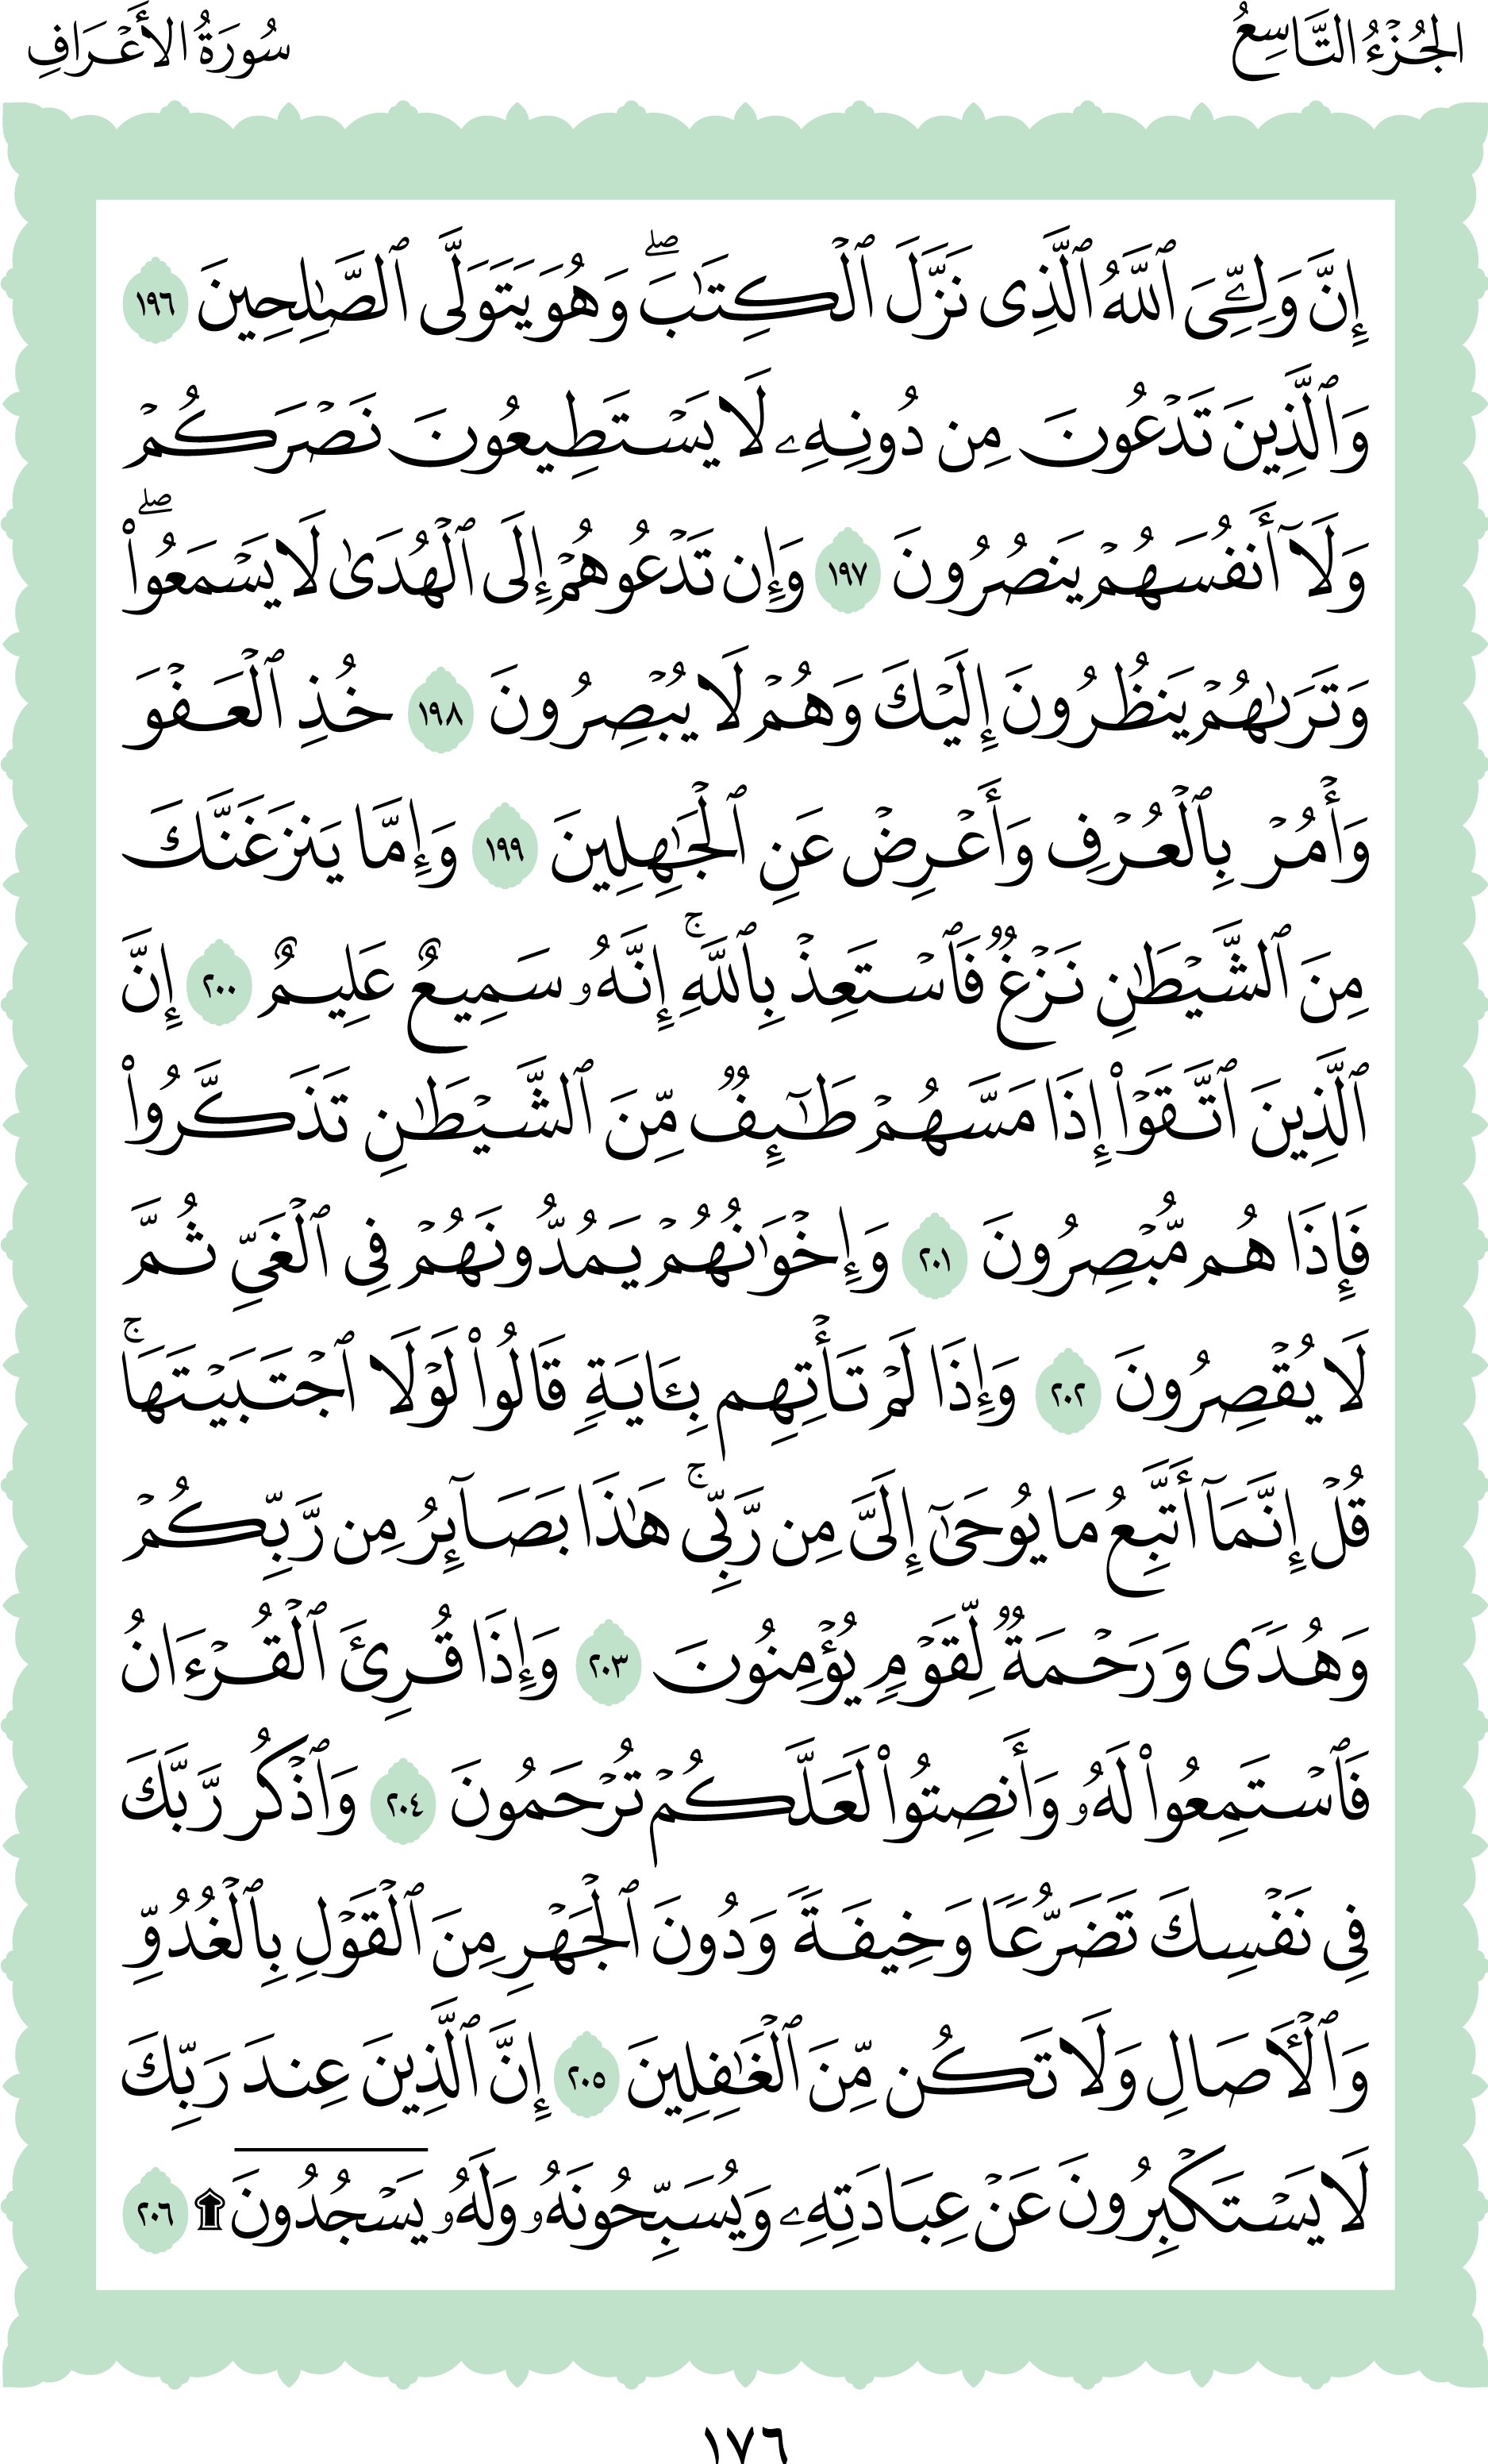 الجُزْءُ التَّاسِعُ
سُورَةُ الأَعْرَافِ
إِنَّ وَلِـِّۧيَ ٱللَّهُ ٱلَّذِى نَزَّلَ ٱلْكِتَـٰبَ ۖ وَهُوَ يَتَوَلَّى ٱلصَّـٰلِحِينَ ١٩٦
وَٱلَّذِينَ تَدْعُونَ مِن دُونِهِۦ لَا يَسْتَطِيعُونَ نَصْرَكُمْ
وَلَآ أَنفُسَهُمْ يَنصُرُونَ ١٩٧ وَإِن تَدْعُوهُمْ إِلَى ٱلْهُدَىٰ لَا يَسْمَعُوا۟ ۖ
وَتَرَىٰهُمْ يَنظُرُونَ إِلَيْكَ وَهُمْ لَا يُبْصِرُونَ ١٩٨ خُذِ ٱلْعَفْوَ
وَأْمُرْ بِٱلْعُرْفِ وَأَعْرِضْ عَنِ ٱلْجَـٰهِلِينَ ١٩٩ وَإِمَّا يَنزَغَنَّكَ
مِنَ ٱلشَّيْطَـٰنِ نَزْغٌ فَٱسْتَعِذْ بِٱللَّهِ ۚ إِنَّهُۥ سَمِيعٌ عَلِيمٌ ٢٠٠ إِنَّ
ٱلَّذِينَ ٱتَّقَوْا۟ إِذَا مَسَّهُمْ طَـٰٓئِفٌ مِّنَ ٱلشَّيْطَـٰنِ تَذَكَّرُوا۟
فَإِذَا هُم مُّبْصِرُونَ ٢٠١ وَإِخْوَٰنُهُمْ يَمُدُّونَهُمْ فِى ٱلْغَىِّ ثُمَّ
لَا يُقْصِرُونَ ٢٠٢ وَإِذَا لَمْ تَأْتِهِم بِـَٔايَةٍ قَالُوا۟ لَوْلَا ٱجْتَبَيْتَهَا ۚ
قُلْ إِنَّمَآ أَتَّبِعُ مَا يُوحَىٰٓ إِلَىَّ مِن رَّبِّى ۚ هَـٰذَا بَصَآئِرُ مِن رَّبِّكُمْ
وَهُدًى وَرَحْمَةٌ لِّقَوْمٍ يُؤْمِنُونَ ٢٠٣ وَإِذَا قُرِئَ ٱلْقُرْءَانُ
فَٱسْتَمِعُوا۟ لَهُۥ وَأَنصِتُوا۟ لَعَلَّكُمْ تُرْحَمُونَ ٢٠٤ وَٱذْكُر رَّبَّكَ
فِى نَفْسِكَ تَضَرُّعًا وَخِيفَةً وَدُونَ ٱلْجَهْرِ مِنَ ٱلْقَوْلِ بِٱلْغُدُوِّ
وَٱلْـَٔاصَالِ وَلَا تَكُن مِّنَ ٱلْغَـٰفِلِينَ ٢٠٥ إِنَّ ٱلَّذِينَ عِندَ رَبِّكَ
لَا يَسْتَكْبِرُونَ عَنْ عِبَادَتِهِۦ وَيُسَبِّحُونَهُۥ وَلَهُۥ يَسْجُدُونَ ۩ ٢٠٦
١٧٦